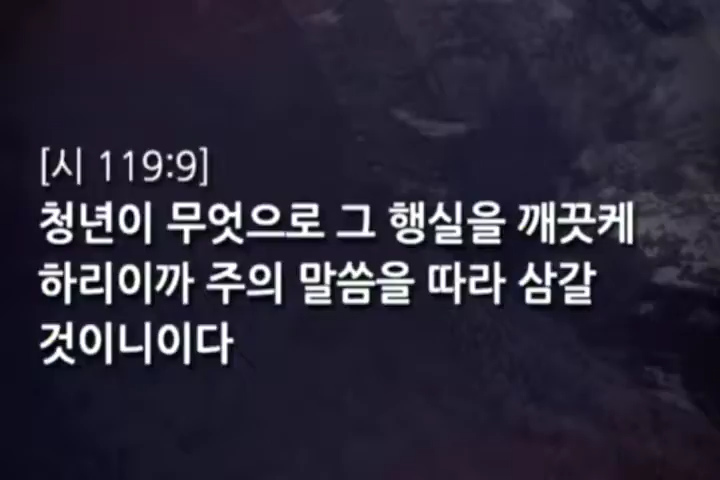 [시 119:9]
청년이 무엇으로 그 행실을 깨끗케
하리이까 주의 말씀을 따라 삼갈
것이니이다